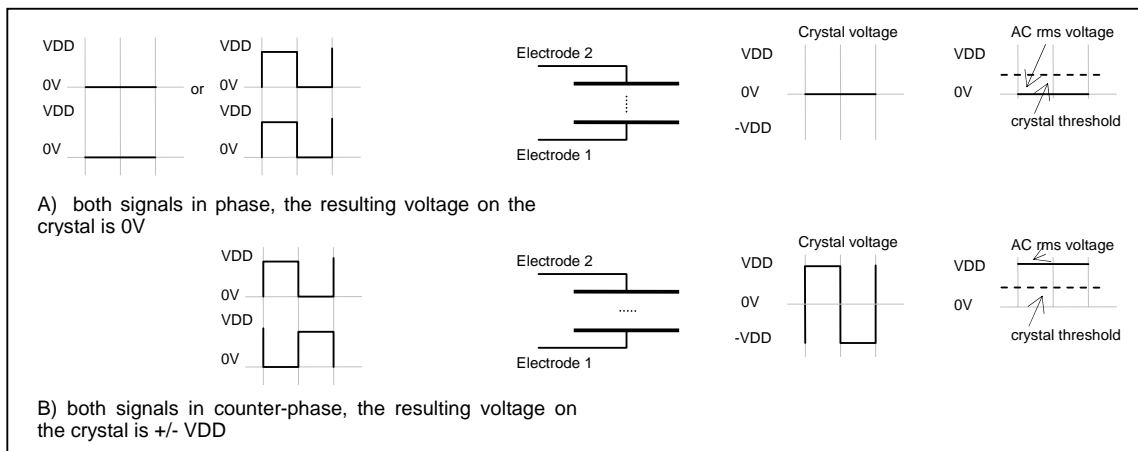 VDD
0V
VDD
0V
or
VDD
0V
VDD
0V
Electrode 2
Electrode 1
Crystal voltage
VDD
0V
-VDD
AC rms voltage
VDD
0V
crystal threshold
A) both signals in phase, the resulting voltage on the
crystal is 0V
VDD
0V
VDD
0V
Electrode 2
Electrode 1
Crystal voltage
VDD
0V
-VDD
AC rms voltage
VDD
0V
crystal threshold
B) both signals in counter-phase, the resulting voltage on
the crystal is +/- VDD